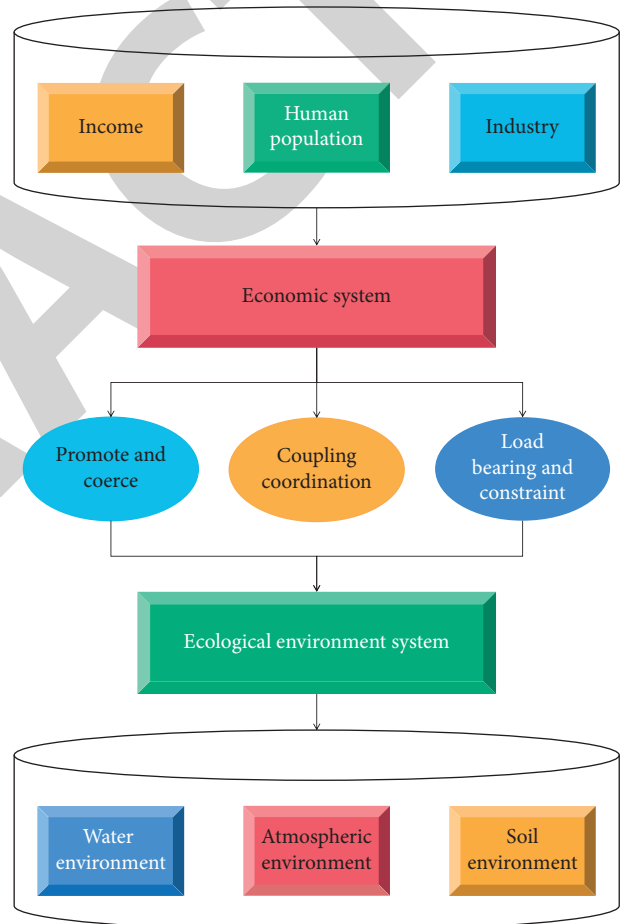 Income
Human
population
Industry
Economic system
Promote and
coerce
Coupling
coordination
Load
bearing and
constraint
Ecological environment system
Water
environment
Atmospheric
environment
Soil
environment